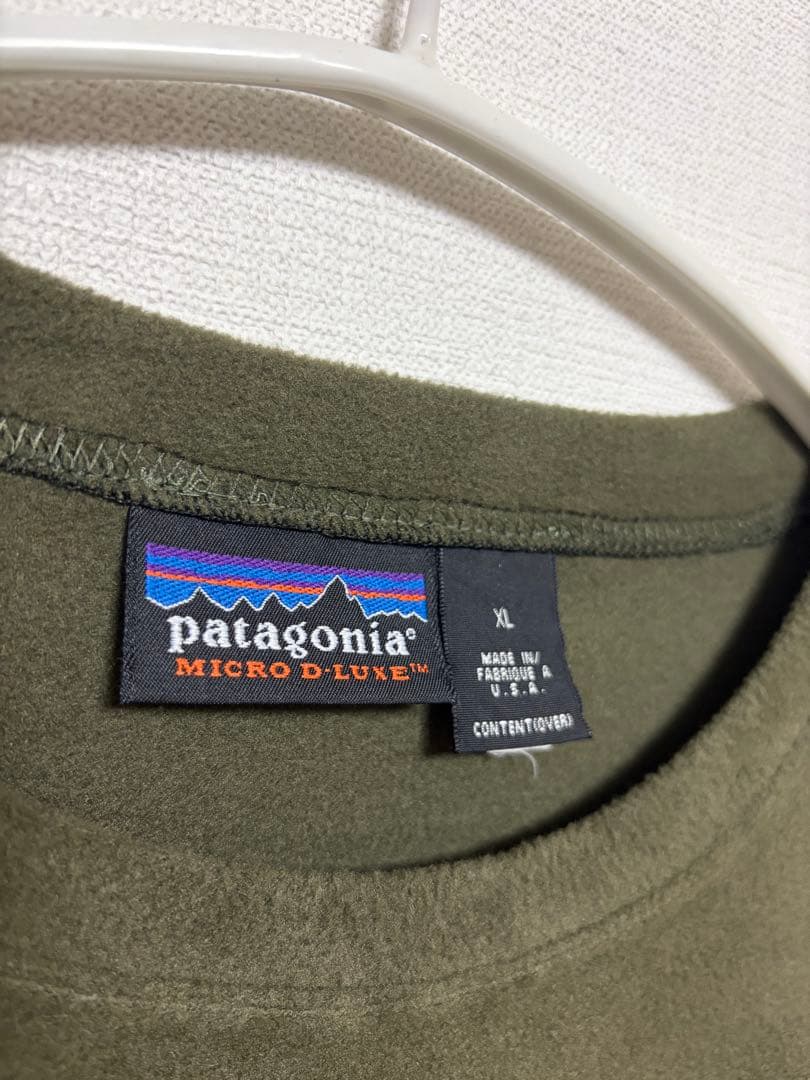 patagonia®
MICRO D-LUXE™
XL
MADE IN/
FABRIQUE A
U.S.A.
CONTENT(OVER)